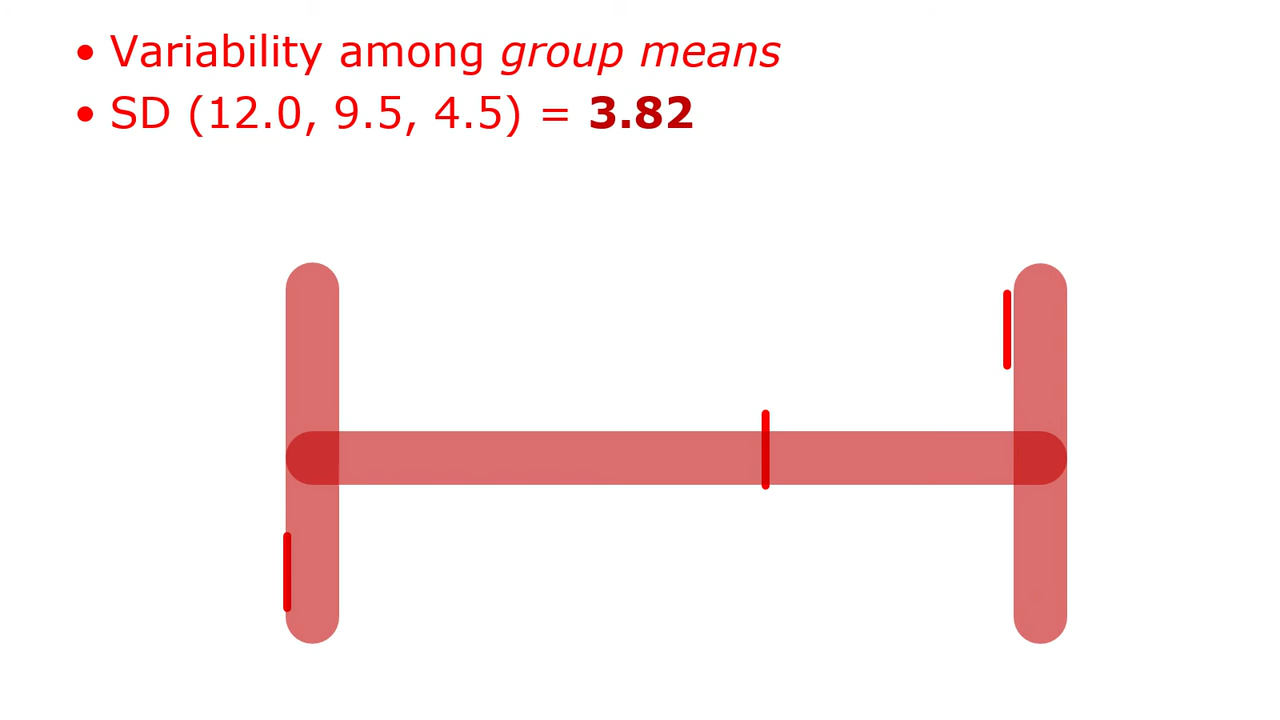 • Variability among group means
• SD (12.0, 9.5, 4.5) = 3.82